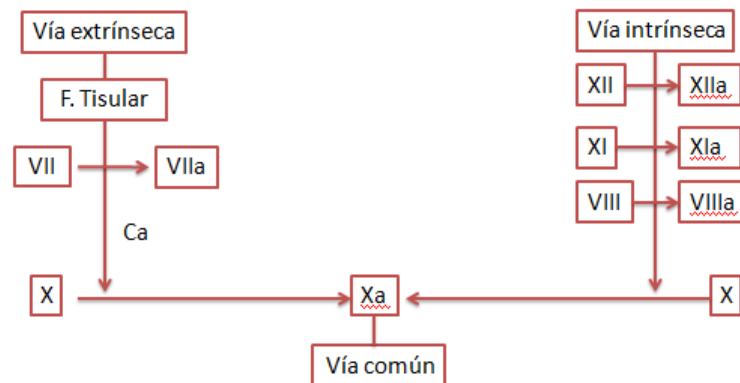 Vía extrínseca
Vía intrínseca
F. Tisular
XII
XIIa
XI
XIa
VII
VIIa
VIII
VIIIa
Ca
X
Xa
X
Vía común